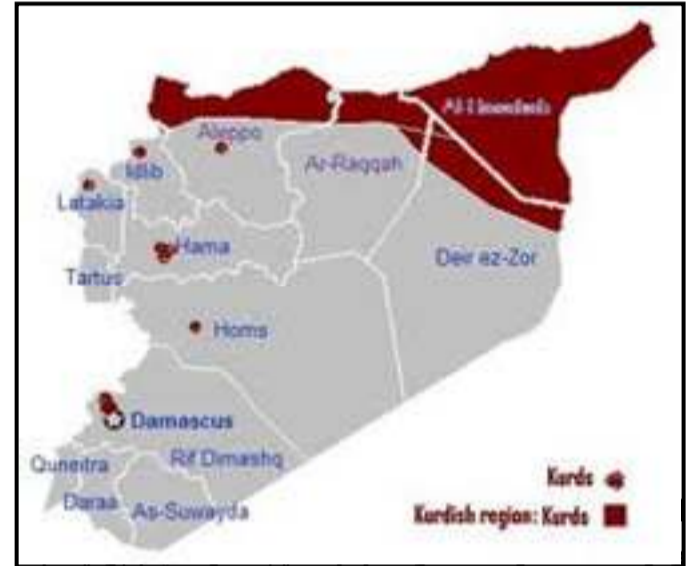 Aleppo
Idlib
Ar-Raqqah
Latakia
Hama
Deir ez-Zor
Tartus
Homs
Damascus
Quneitra
Rif Dimashq
Daraa
As-Suwayda
Kurds
Kurdish region: Kurds